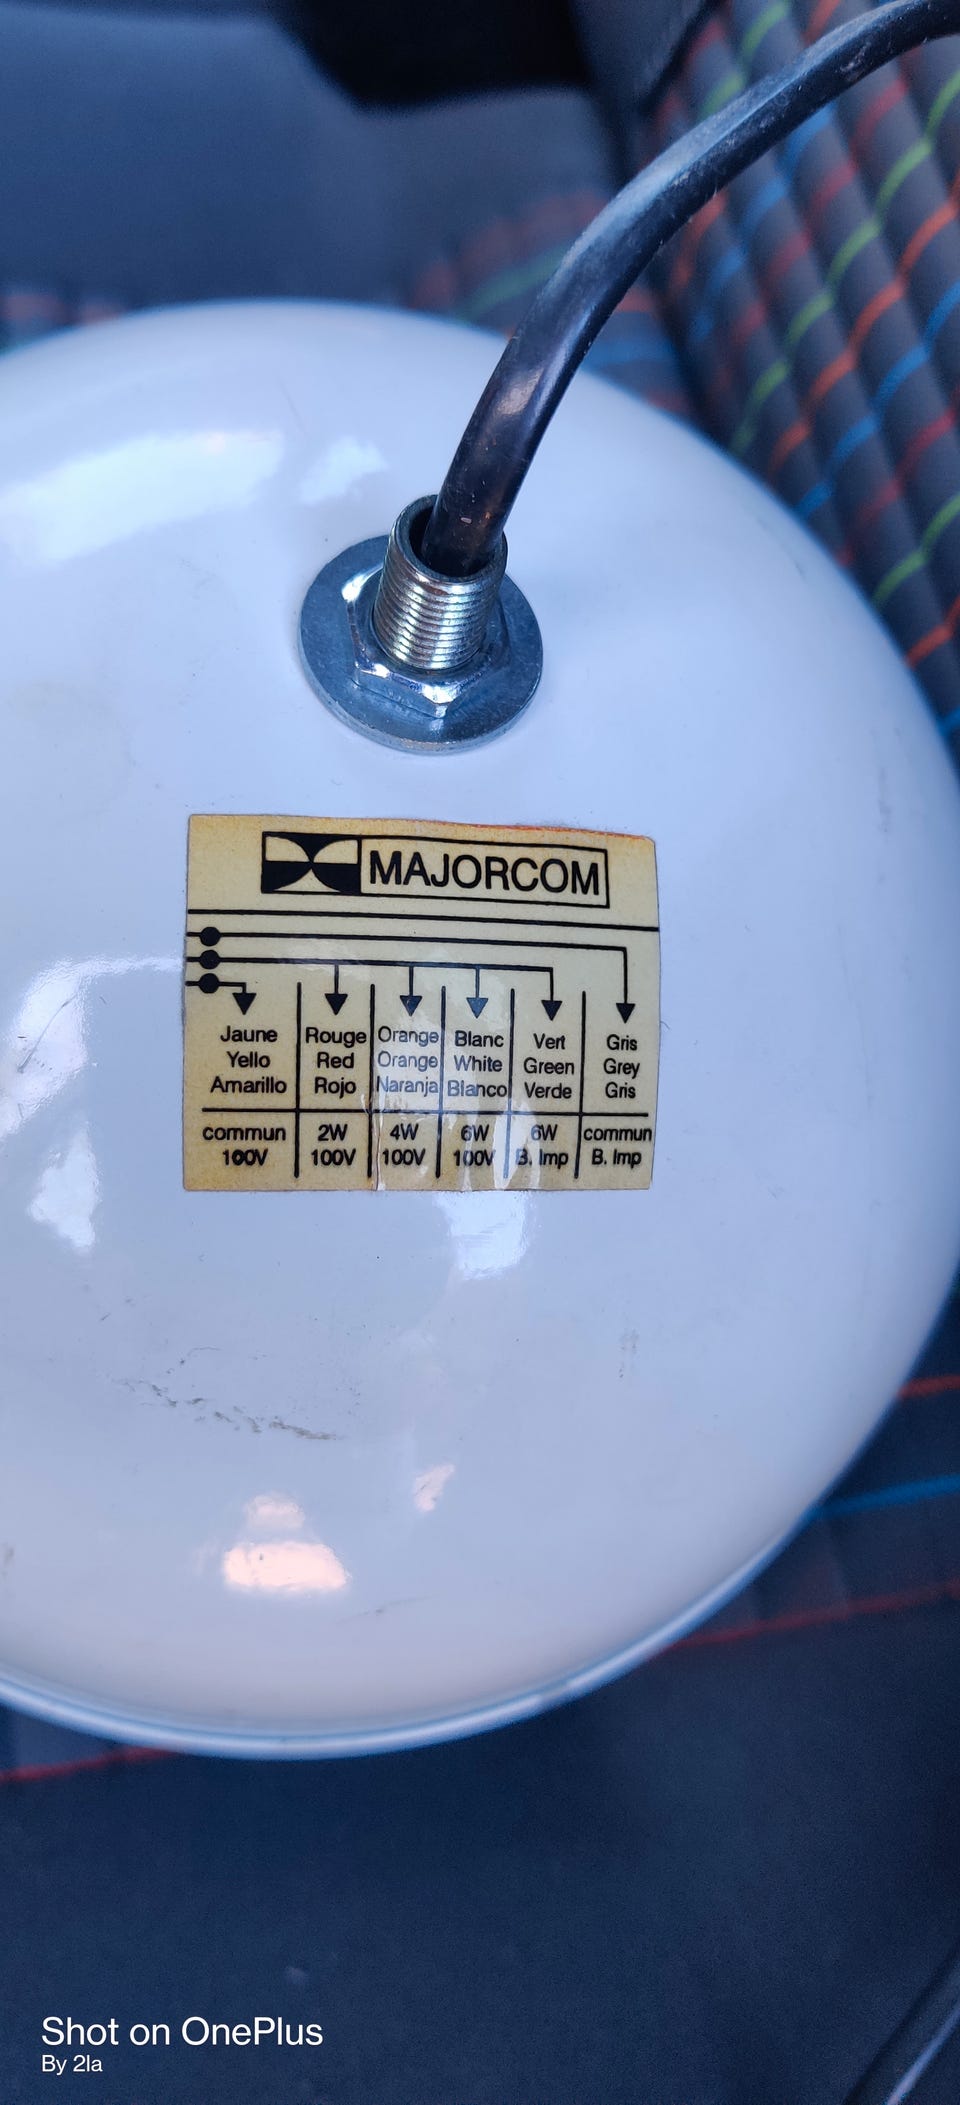 MAJORCOM
Jaune Rouge Orange Blanc Vert Gris
Yello Red Orange White Green Grey
Amarillo Rojo Naranja Blanco Verde Gris
commun 2W 4W 6W 6W commun
100V 100V 100V 100V B. Imp B. Imp
Shot on OnePlus
By 2la